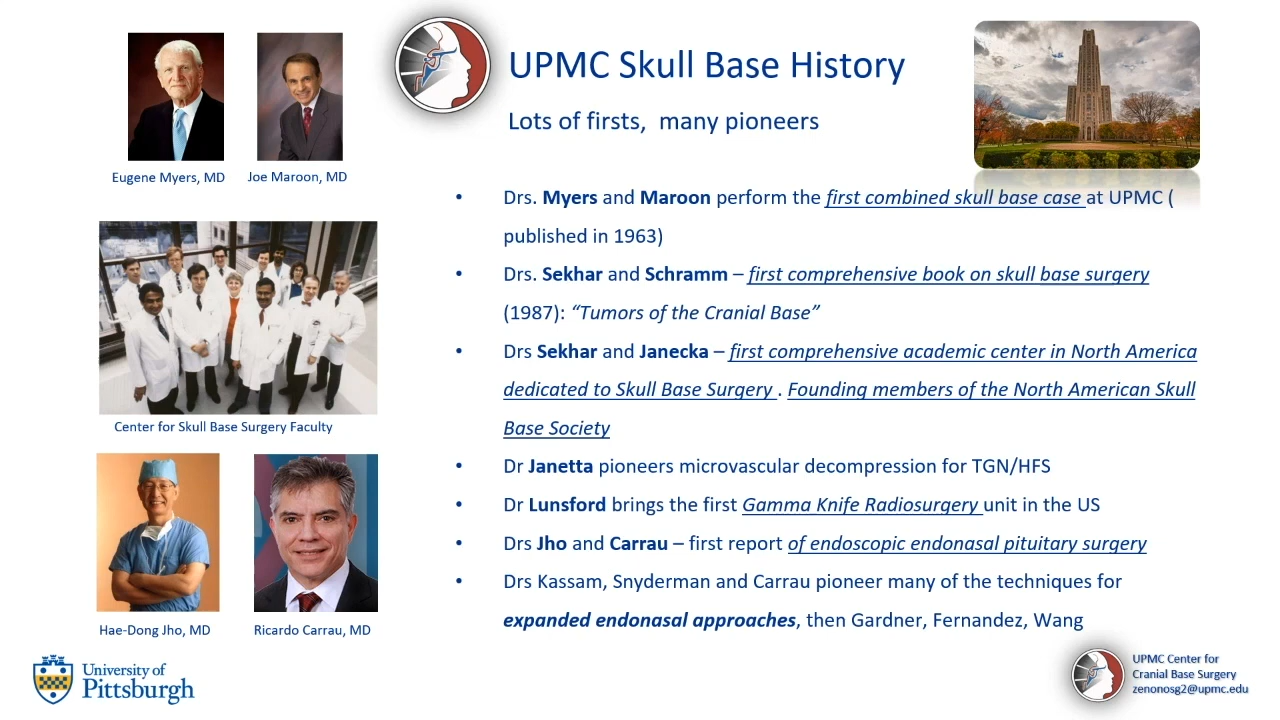 UPMC Skull Base History
Lots of firsts, many pioneers
Eugene Myers, MD
Joe Maroon, MD
Center for Skull Base Surgery Faculty
Hae-Dong Jho, MD
Ricardo Carrau, MD
• Drs. Myers and Maroon perform the first combined skull base case at UPMC (
published in 1963)
• Drs. Sekhar and Schramm – first comprehensive book on skull base surgery
(1987): “Tumors of the Cranial Base”
• Drs Sekhar and Janecka – first comprehensive academic center in North America
dedicated to Skull Base Surgery . Founding members of the North American Skull
Base Society
• Dr Janetta pioneers microvascular decompression for TGN/HFS
• Dr Lunsford brings the first Gamma Knife Radiosurgery unit in the US
• Drs Jho and Carrau – first report of endoscopic endonasal pituitary surgery
• Drs Kassam, Snyderman and Carrau pioneer many of the techniques for
expanded endonasal approaches, then Gardner, Fernandez, Wang
University of
Pittsburgh
UPMC Center for
Cranial Base Surgery
zenonosg2@upmc.edu